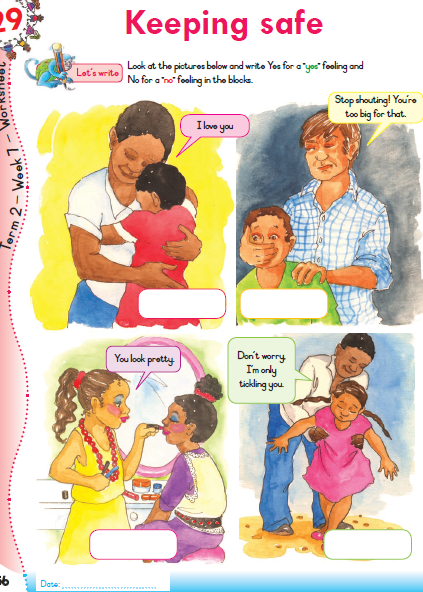 29
Keeping safe
Let's write
Look at the pictures below and write Yes for a "yes" feeling and
No for a "no" feeling in the blocks.
Term 2 – Week 7 – Worksheet
I love you
Stop shouting! You're
too big for that.
You look pretty.
Don't worry.
I'm only
tickling you.
Date: